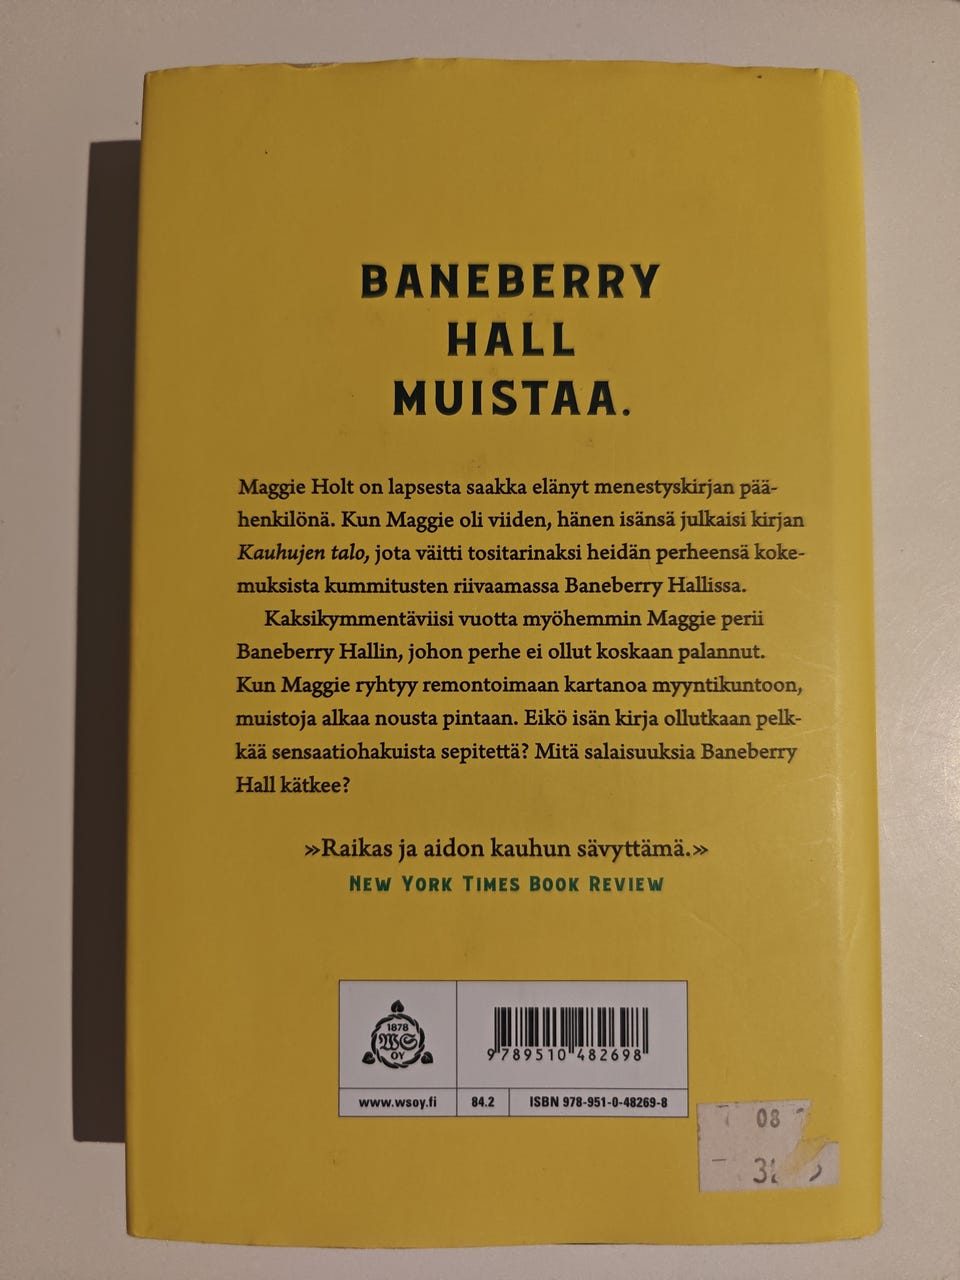 BANEBERRY
HALL
MUISTAA.
Maggie Holt on lapsesta saakka elänyt menestyskirjan pää-
henkilönä. Kun Maggie oli viiden, hänen isänsä julkaisi kirjan
Kauhujen talo, jota väitti tositarinaksi heidän perheensä koke-
muksista kummitusten riivaamassa Baneberry Hallissa.
Kaksikymmentäviisi vuotta myöhemmin Maggie perii
Baneberry Hallin, johon perhe ei ollut koskaan palannut.
Kun Maggie ryhtyy remontoimaan kartanoa myyntikuntoon,
muistoja alkaa nousta pintaan. Eikö isän kirja ollutkaan pelk-
kää sensaatiohakuista sepitettä? Mitä salaisuuksia Baneberry
Hall kätkee?
»Raikas ja aidon kauhun sävyttämä.»
NEW YORK TIMES BOOK REVIEW
1878
WS
OY
9 789510 482698
www.wsoy.fi
84.2
ISBN 978-951-0-48269-8
08